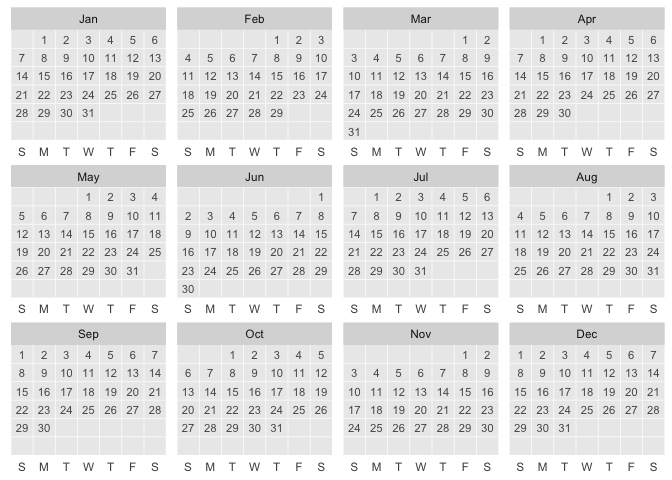 Jan Feb Mar Apr
1 2 3 4 5 6 1 2 3 1 2 1 2 3 4 5 6
7 8 9 10 11 12 13 4 5 6 7 8 9 10 3 4 5 6 7 8 9 7 8 9 10 11 12 13
14 15 16 17 18 19 20 11 12 13 14 15 16 17 10 11 12 13 14 15 16 14 15 16 17 18 19 20
21 22 23 24 25 26 27 18 19 20 21 22 23 24 17 18 19 20 21 22 23 21 22 23 24 25 26 27
28 29 30 31 25 26 27 28 29 24 25 26 27 28 29 30 28 29 30
31
S M T W T F S S M T W T F S S M T W T F S S M T W T F S
May Jun Jul Aug
1 2 3 4 1 1 2 3 4 5 6 1 2 3
5 6 7 8 9 10 11 2 3 4 5 6 7 8 7 8 9 10 11 12 13 4 5 6 7 8 9 10
12 13 14 15 16 17 18 9 10 11 12 13 14 15 14 15 16 17 18 19 20 11 12 13 14 15 16 17
19 20 21 22 23 24 25 16 17 18 19 20 21 22 21 22 23 24 25 26 27 18 19 20 21 22 23 24
26 27 28 29 30 31 23 24 25 26 27 28 29 28 29 30 31 25 26 27 28 29 30 31
30
S M T W T F S S M T W T F S S M T W T F S S M T W T F S
Sep Oct Nov Dec
1 2 3 4 5 6 7 1 2 3 4 5 1 2 1 2 3 4 5 6 7
8 9 10 11 12 13 14 6 7 8 9 10 11 12 3 4 5 6 7 8 9 8 9 10 11 12 13 14
15 16 17 18 19 20 21 13 14 15 16 17 18 19 10 11 12 13 14 15 16 15 16 17 18 19 20 21
22 23 24 25 26 27 28 20 21 22 23 24 25 26 17 18 19 20 21 22 23 22 23 24 25 26 27 28
29 30 27 28 29 30 31 24 25 26 27 28 29 30 29 30 31
S M T W T F S S M T W T F S S M T W T F S S M T W T F S